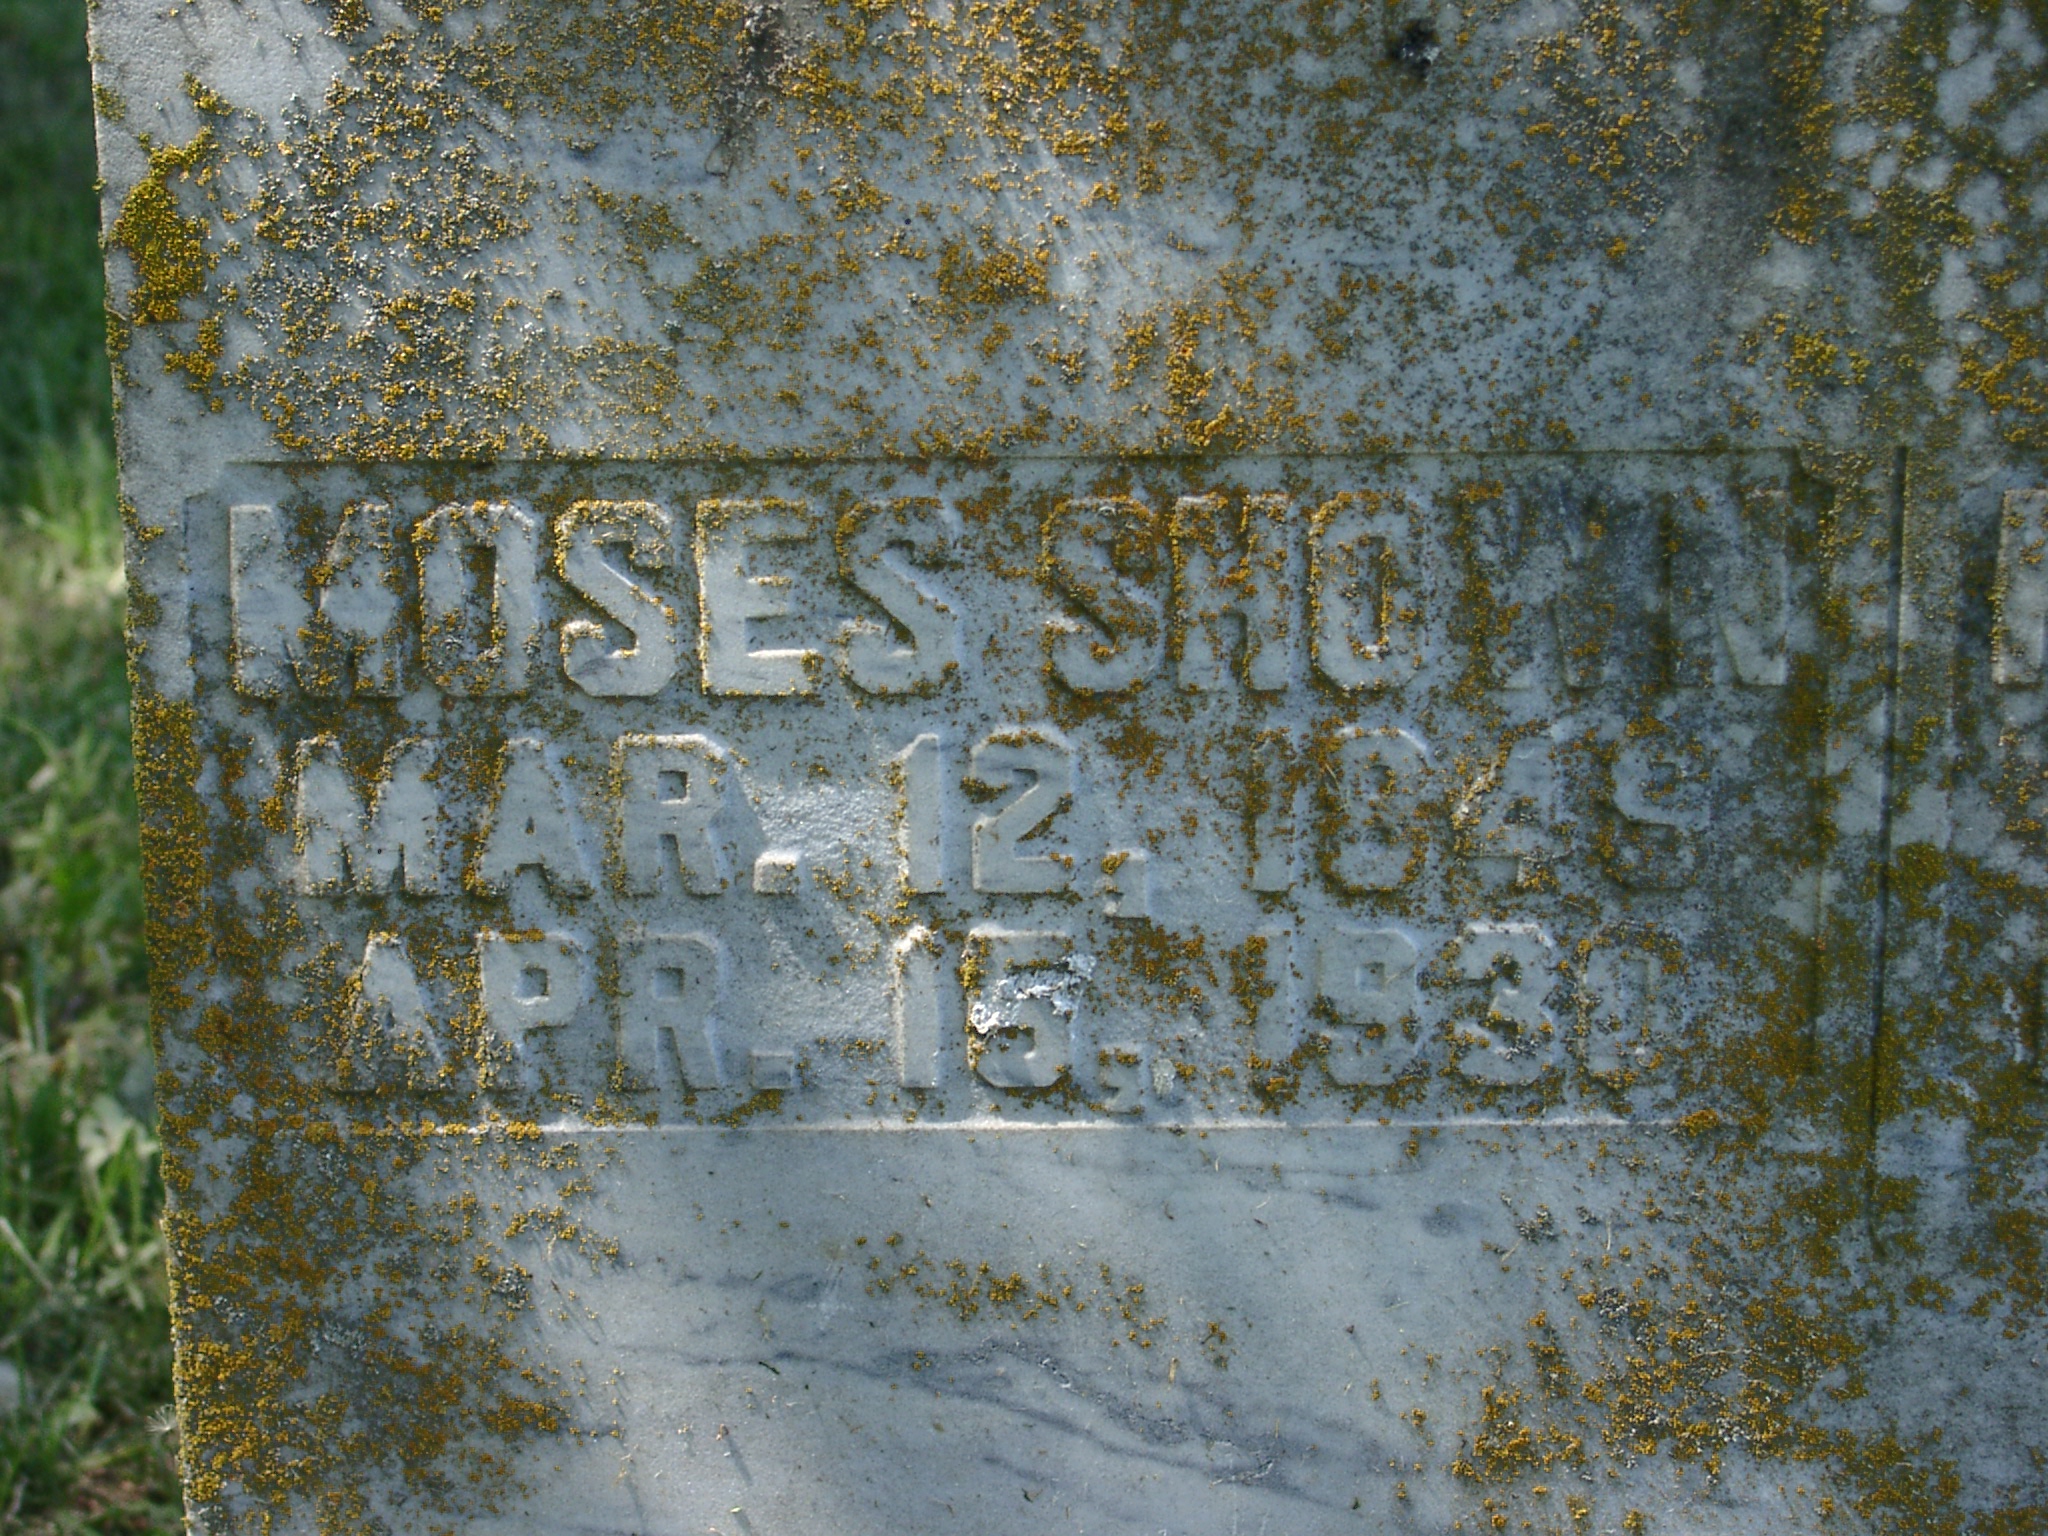 MOSES SHOWN
MAR. 12, 1849
APR. 15, 1930